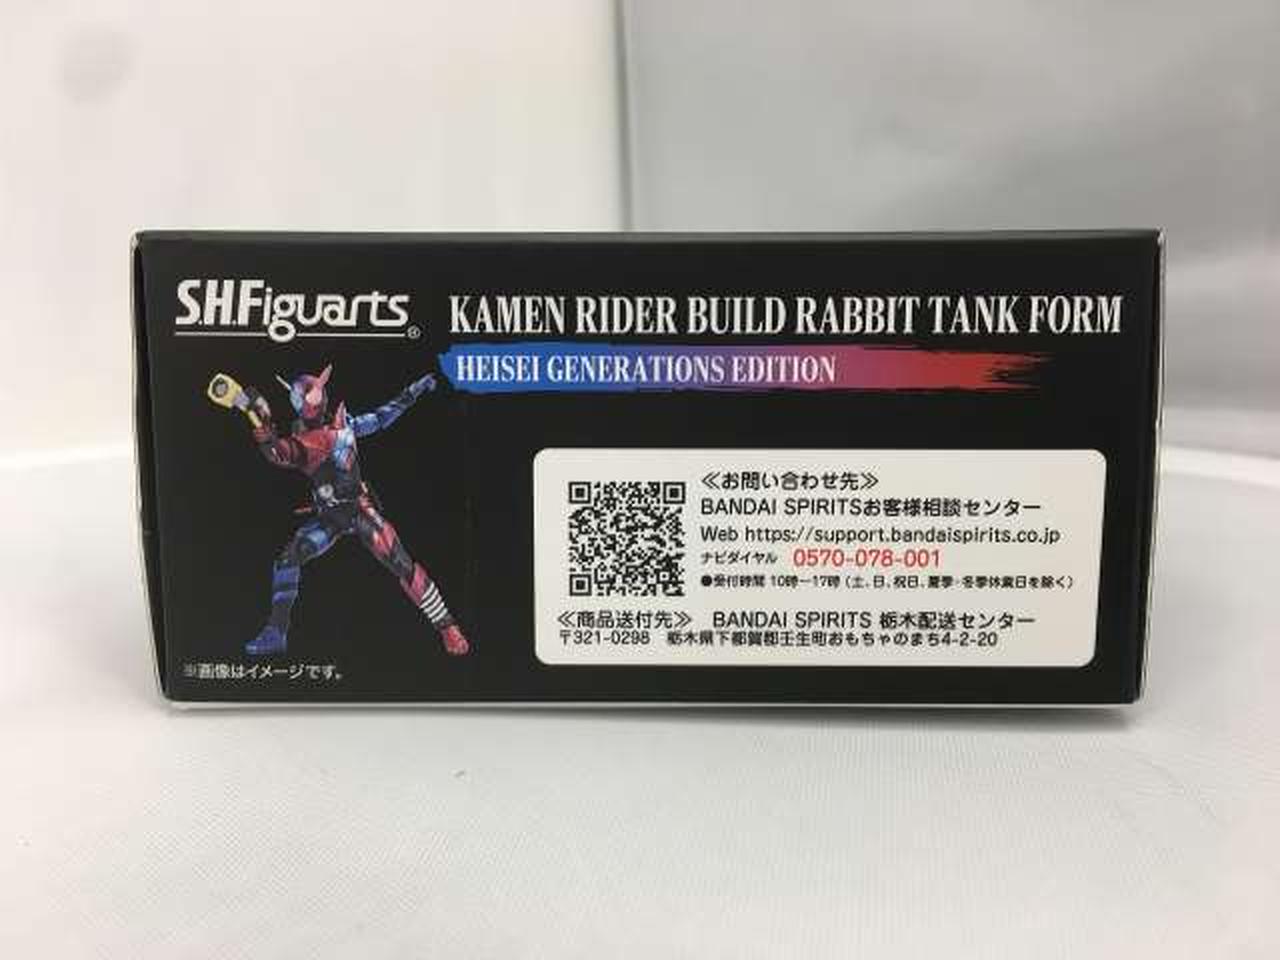 S.H.Figuarts®
KAMEN RIDER BUILD RABBIT TANK FORM
HEISEI GENERATIONS EDITION
≪お問い合わせ先≫
BANDAI SPIRITSお客様相談センター
Web https://support.bandaispirits.co.jp
ナビダイヤル 0570-078-001
●受付時間 10時ー17時（土、日、祝日、夏季・冬季休業日を除く）
≪商品送付先≫ BANDAI SPIRITS 栃木配送センター
〒321-0298 栃木県下都賀郡壬生町おもちゃのまち4-2-20
※画像はイメージです。